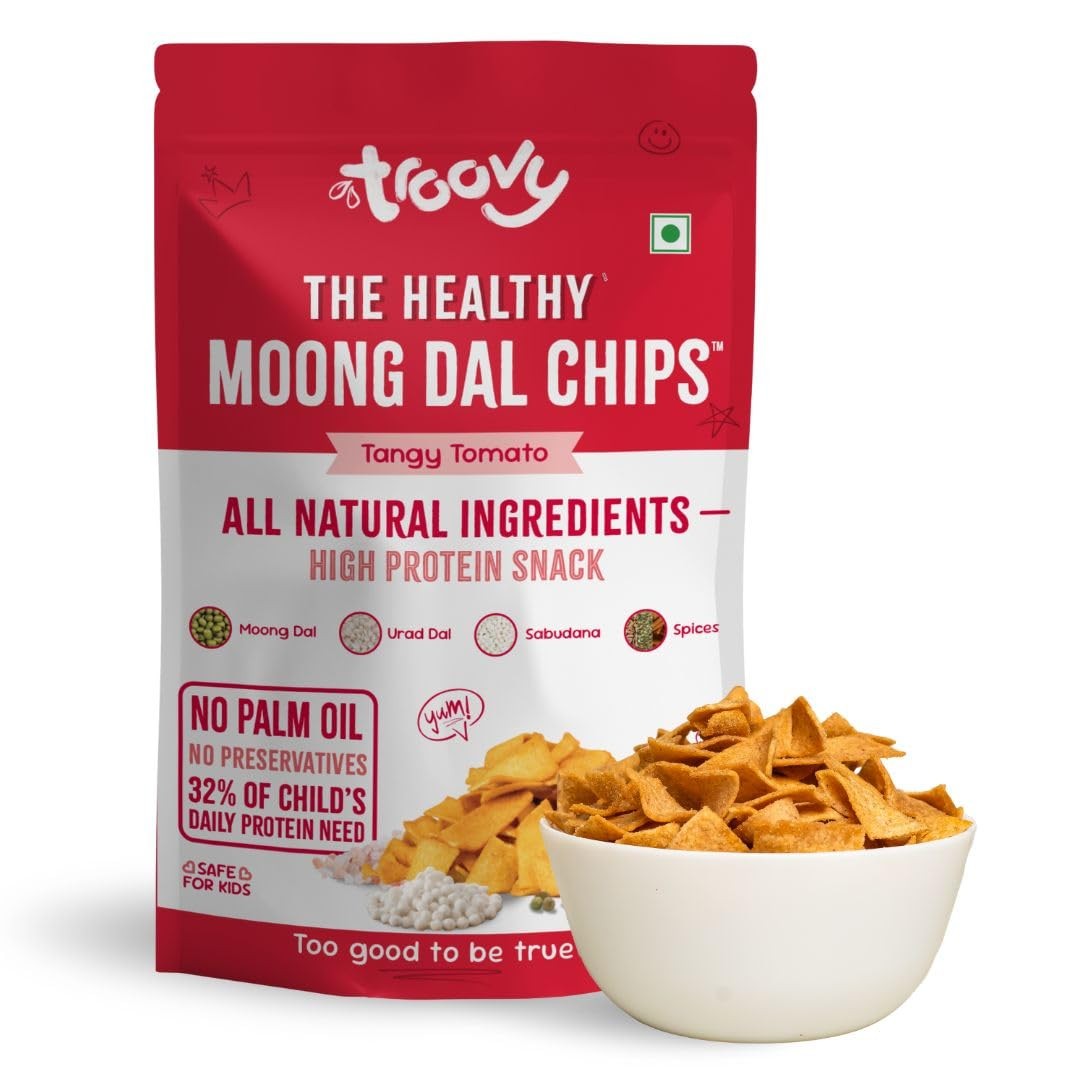 troovy
THE HEALTHY
MOONG DAL CHIPS™
Tangy Tomato
ALL NATURAL INGREDIENTS
HIGH PROTEIN SNACK
Moong Dal
Urad Dal
Sabudana
Spices
NO PALM OIL
NO PRESERVATIVES
32% OF CHILD'S
DAILY PROTEIN NEED
yum!
SAFE
FOR KIDS
Too good to be true